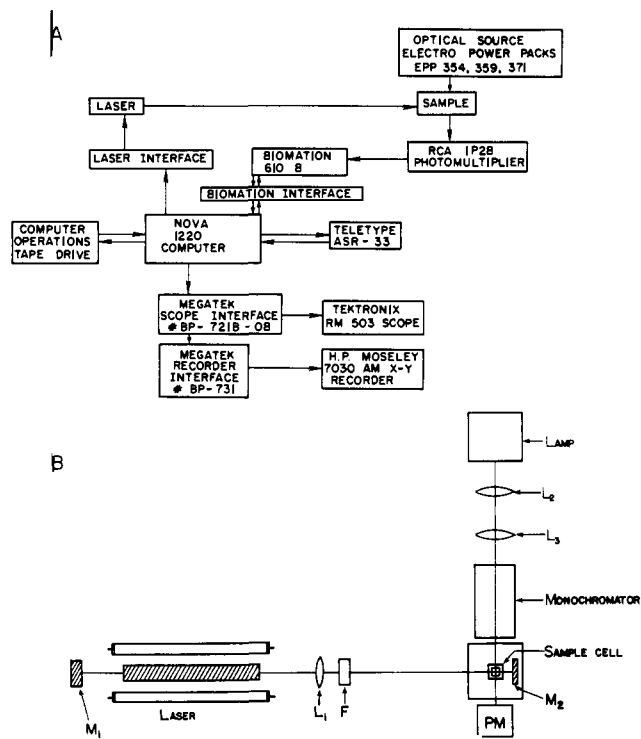 A
OPTICAL SOURCE
ELECTRO POWER PACKS
EPP 354, 359, 371
LASER
SAMPLE
LASER INTERFACE
BIOMATION
610 8
RCA IP28
PHOTOMULTIPLIER
BIOMATION INTERFACE
COMPUTER
OPERATIONS
TAPE DRIVE
NOVA
1220
COMPUTER
TELETYPE
ASR-33
MEGATEK
SCOPE INTERFACE
#BP-721B-08
TEKTRONIX
RM 503 SCOPE
MEGATEK
RECORDER
INTERFACE
# BP-731
H.P. MOSELEY
7030 AM X-Y
RECORDER
B
LAMP
L2
L3
MONOCHROMATOR
SAMPLE CELL
M1
LASER
L1
F
M2
PM